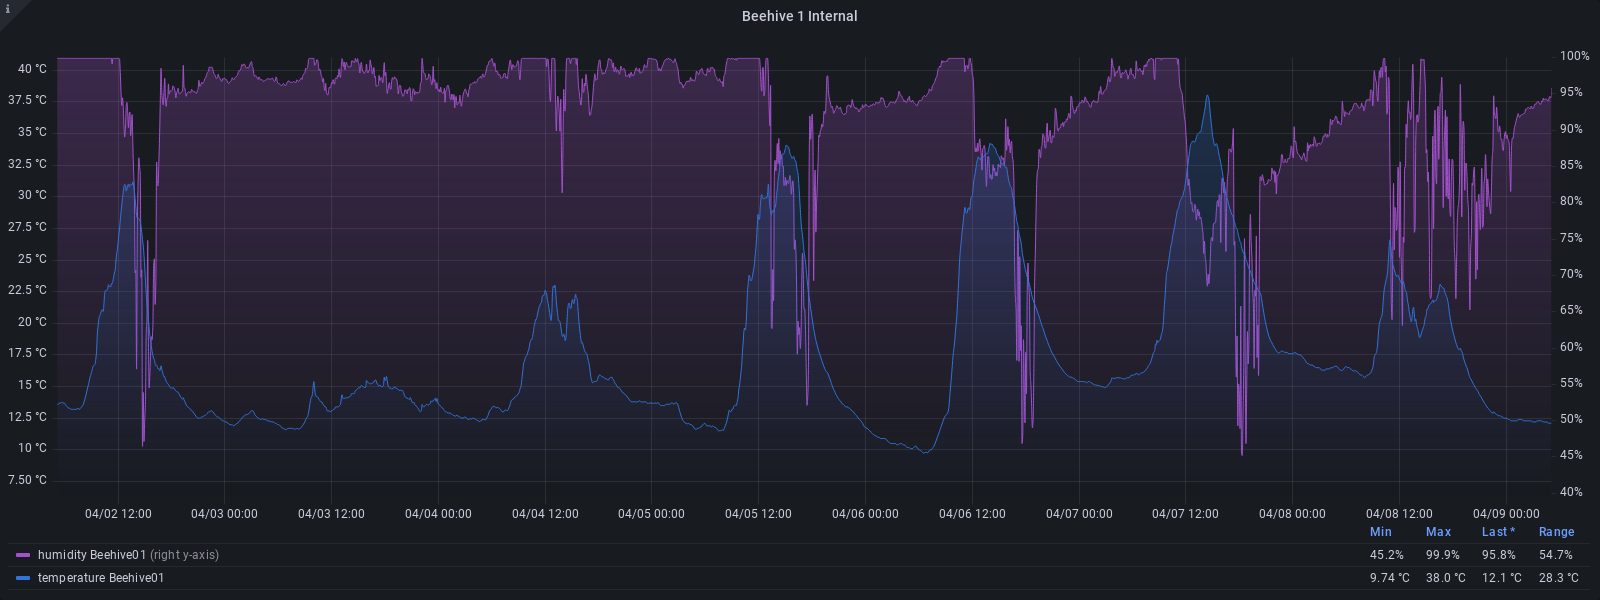 i
Beehive 1 Internal
40 °C
37.5 °C
35 °C
32.5 °C
30 °C
27.5 °C
25 °C
22.5 °C
20 °C
17.5 °C
15 °C
12.5 °C
10 °C
7.50 °C
100%
95%
90%
85%
80%
75%
70%
65%
60%
55%
50%
45%
40%
04/02 12:00 04/03 00:00 04/03 12:00 04/04 00:00 04/04 12:00 04/05 00:00 04/05 12:00 04/06 00:00 04/06 12:00 04/07 00:00 04/07 12:00 04/08 00:00 04/08 12:00 04/09 00:00
Min Max Last * Range
humidity Beehive01 (right y-axis) 45.2% 99.9% 95.8% 54.7%
temperature Beehive01 9.74 °C 38.0 °C 12.1 °C 28.3 °C